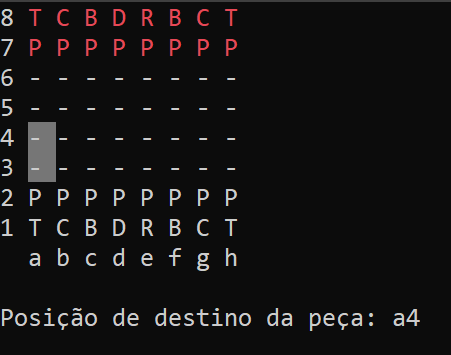 8 T C B D R B C T
7 P P P P P P P P
6 - - - - - - - -
5 - - - - - - - -
4 - - - - - - - -
3 - - - - - - - -
2 P P P P P P P P
1 T C B D R B C T
a b c d e f g h
Posição de destino da peça: a4